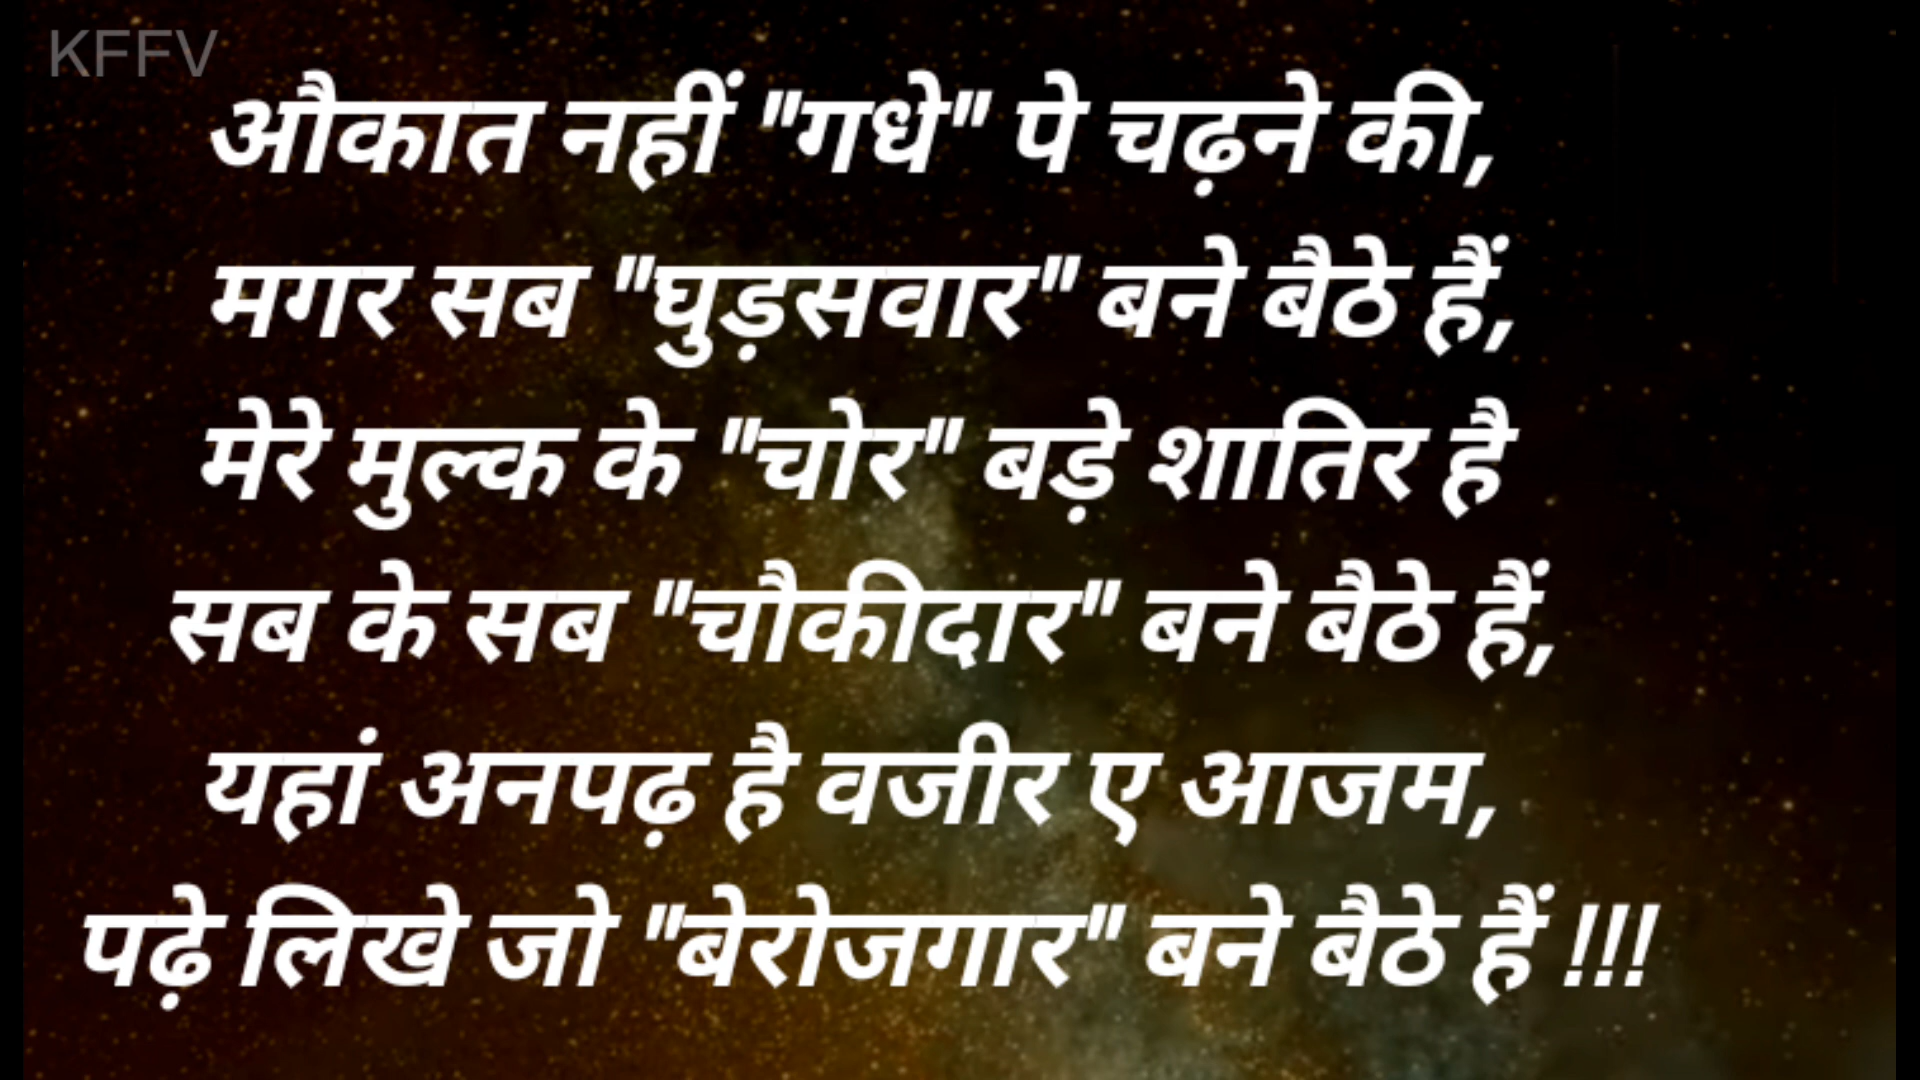 KFFV
औकात नहीं "गधे" पे चढ़ने की,
मगर सब "घुड़सवार" बने बैठे हैं,
मेरे मुल्क के "चोर" बड़े शातिर है
सब के सब "चौकीदार" बने बैठे हैं,
यहां अनपढ़ है वजीर ए आजम,
पढ़े लिखे जो "बेरोजगार" बने बैठे हैं !!!